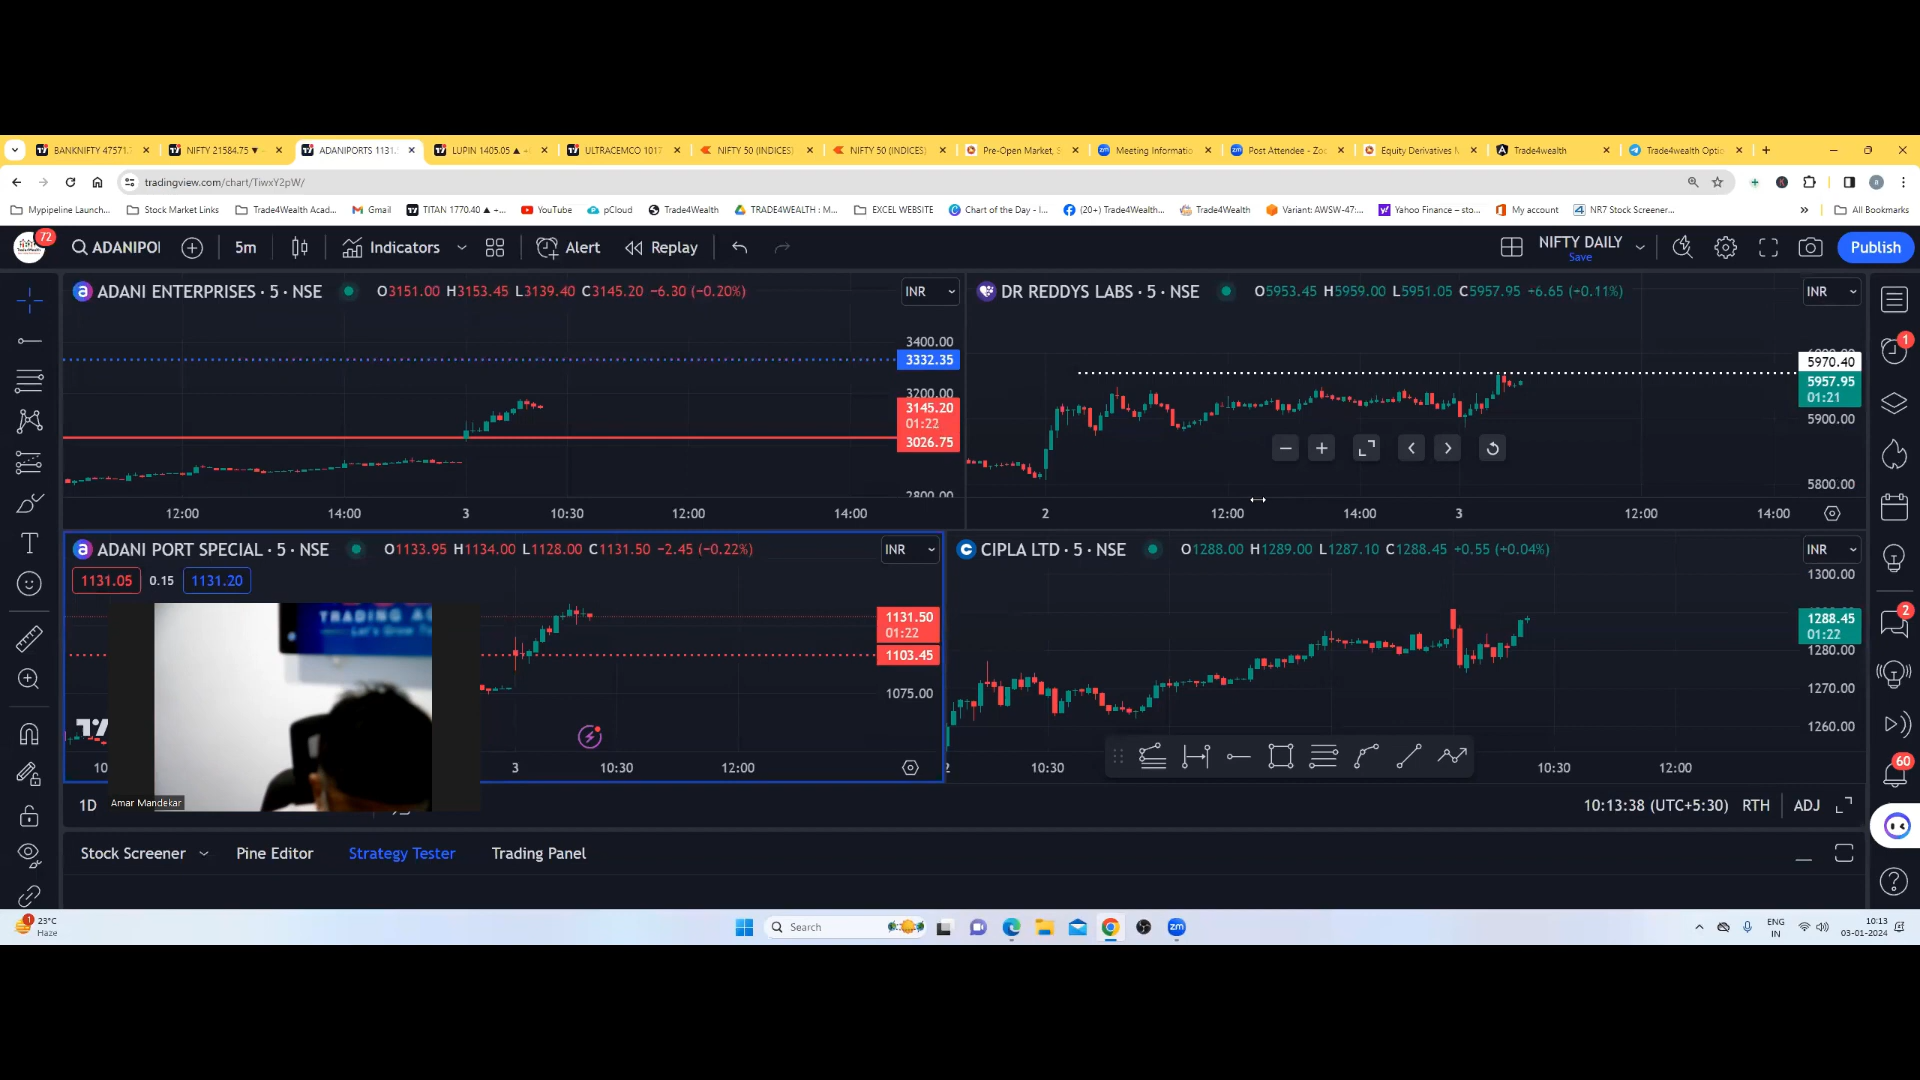 BANKNIFTY 47571.
NIFTY 21584.75 ▼
ADANIPORTS 1131.
LUPIN 1405.05 ▲
ULTRACEMCO 1017
NIFTY 50 (INDICES)
NIFTY 50 (INDICES)
Pre-Open Market, S
Meeting Informatio
Post Attendee - Zoo
Equity Derivatives
Trade4wealth
Trade4wealth Optio
tradingview.com/chart/TiwxY2pW/
Mypipeline Launch...
Stock Market Links
Trade4Wealth Acad...
Gmail
TITAN 1770.40 ▲ +...
YouTube
pCloud
Trade4Wealth
TRADE4WEALTH : M...
EXCEL WEBSITE
Chart of the Day - I...
(20+) Trade4Wealth...
Trade4Wealth
Variant: AWSW-47:...
Yahoo Finance – sto...
My account
NR7 Stock Screener...
» All Bookmarks
72
ADANIPO
5m
Indicators
Alert
Replay
NIFTY DAILY
Save
Publish
ADANI ENTERPRISES · 5 · NSE O3151.00 H3153.45 L3139.40 C3145.20 −6.30 (−0.20%)
INR
3400.00
3332.35
3200.00
3145.20
01:22
3026.75
2800.00
12:00 14:00 3 10:30 12:00 14:00
DR REDDYS LABS · 5 · NSE O5953.45 H5959.00 L5951.05 C5957.95 +6.65 (+0.11%)
INR
5970.40
5957.95
01:21
5900.00
5800.00
2 12:00 14:00 3 12:00 14:00
ADANI PORT SPECIAL · 5 · NSE O1133.95 H1134.00 L1128.00 C1131.50 −2.45 (−0.22%)
INR
1131.05 0.15 1131.20
1131.50
01:22
1103.45
1075.00
10 3 10:30 12:00
TRADING AC
Let's Grow To
Amar Mandekar
CIPLA LTD · 5 · NSE O1288.00 H1289.00 L1287.10 C1288.45 +0.55 (+0.04%)
INR
1300.00
1288.45
01:22
1280.00
1270.00
1260.00
2 10:30 10:30 12:00
1D
10:13:38 (UTC+5:30) RTH ADJ
1
2
60
Stock Screener Pine Editor Strategy Tester Trading Panel
1
23°C
Haze
Search
zm
ENG
IN
10:13
03-01-2024